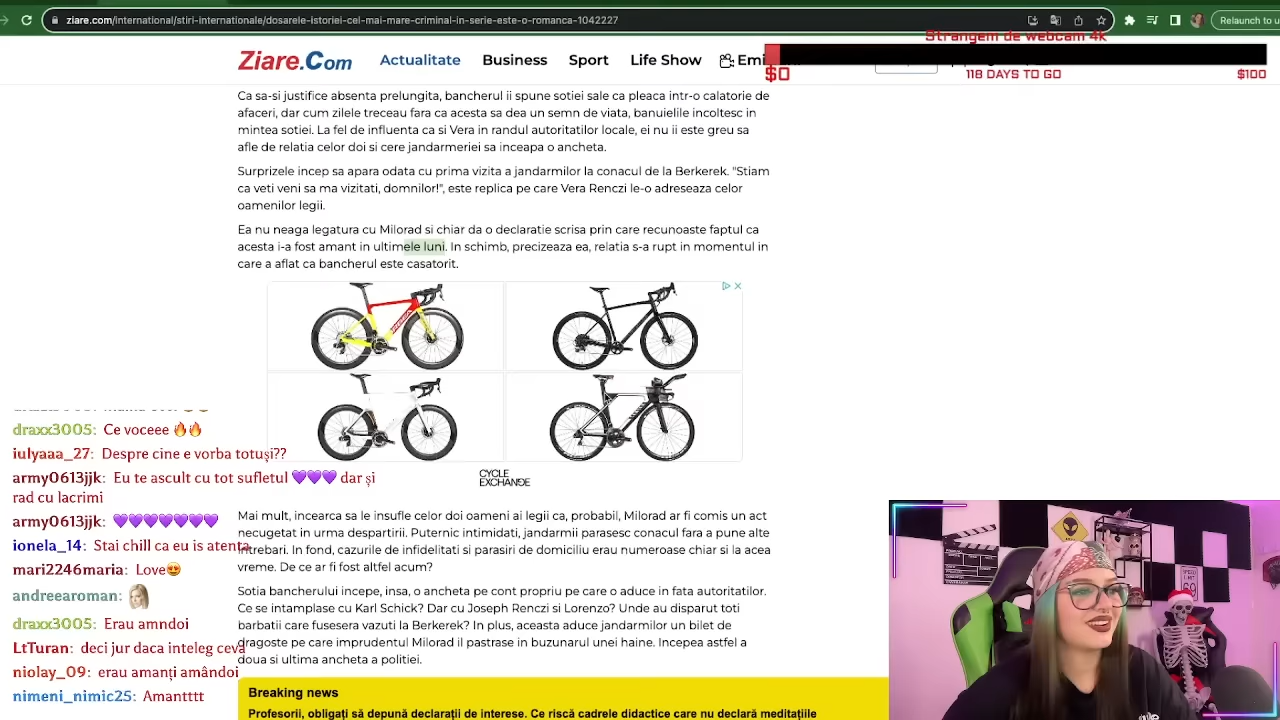 ziare.com/international/stiri-internationale/dosarele-istoriei-cel-mai-mare-criminal-in-serie-este-o-romanca-1042227
Relaunch to u
Strangem de webcam 4k
$0
118 DAYS TO GO
$100
Ziare.Com
Actualitate
Business
Sport
Life Show
Emi
Ca sa-si justifice absenta prelungita, bancherul ii spune sotiei sale ca pleaca intr-o calatorie de
afaceri, dar cum zilele treceau fara ca acesta sa dea un semn de viata, banuielile incoltesc in
mintea sotiei. La fel de influenta ca si Vera in randul autoritatilor locale, ei nu ii este greu sa
afle de relatia celor doi si cere jandarmeriei sa inceapa o ancheta.
Surprizele incep sa apara odata cu prima vizita a jandarmilor la conacul de la Berkerek. "Stiam
ca veti veni sa ma vizitati, domnilor!", este replica pe care Vera Renczi le-o adreseaza celor
oamenilor legii.
Ea nu neaga legatura cu Milorad si chiar da o declaratie scrisa prin care recunoaste faptul ca
acesta i-a fost amant in ultimele luni. In schimb, precizeaza ea, relatia s-a rupt in momentul in
care a aflat ca bancherul este casatorit.
CYCLE
EXCHANGE
draxx3005: Ce voceee 🔥🔥
iulyaaa_27: Despre cine e vorba totuși??
army0613jjk: Eu te ascult cu tot sufletul 💜💜💜 dar și
rad cu lacrimi
army0613jjk: 💜💜💜💜💜💜💜
ionela_14: Stai chill ca eu is atenta
mari2246maria: Love😍
andreearoman:
draxx3005: Erau amndoi
LtTuran: deci jur daca inteleg ceva
niolay_09: erau amanți amândoi
nimeni_nimic25: Amantttt
Mai mult, incearca sa le insufle celor doi oameni ai legii ca, probabil, Milorad ar fi comis un act
necugetat in urma despartirii. Puternic intimidati, jandarmii parasesc conacul fara a pune alte
intrebari. In fond, cazurile de infidelitati si parasiri de domiciliu erau numeroase chiar si la acea
vreme. De ce ar fi fost altfel acum?
Sotia bancherului incepe, insa, o ancheta pe cont propriu pe care o aduce in fata autoritatilor.
Ce se intamplase cu Karl Schick? Dar cu Joseph Renczi si Lorenzo? Unde au disparut toti
barbatii care fusesera vazuti la Berkerek? In plus, aceasta aduce jandarmilor un bilet de
dragoste pe care imprudentul Milorad il pastrase in buzunarul unei haine. Incepea astfel a
doua si ultima ancheta a politiei.
Breaking news
Profesorii, obligați să depună declarații de interese. Ce riscă cadrele didactice care nu declară meditațiile